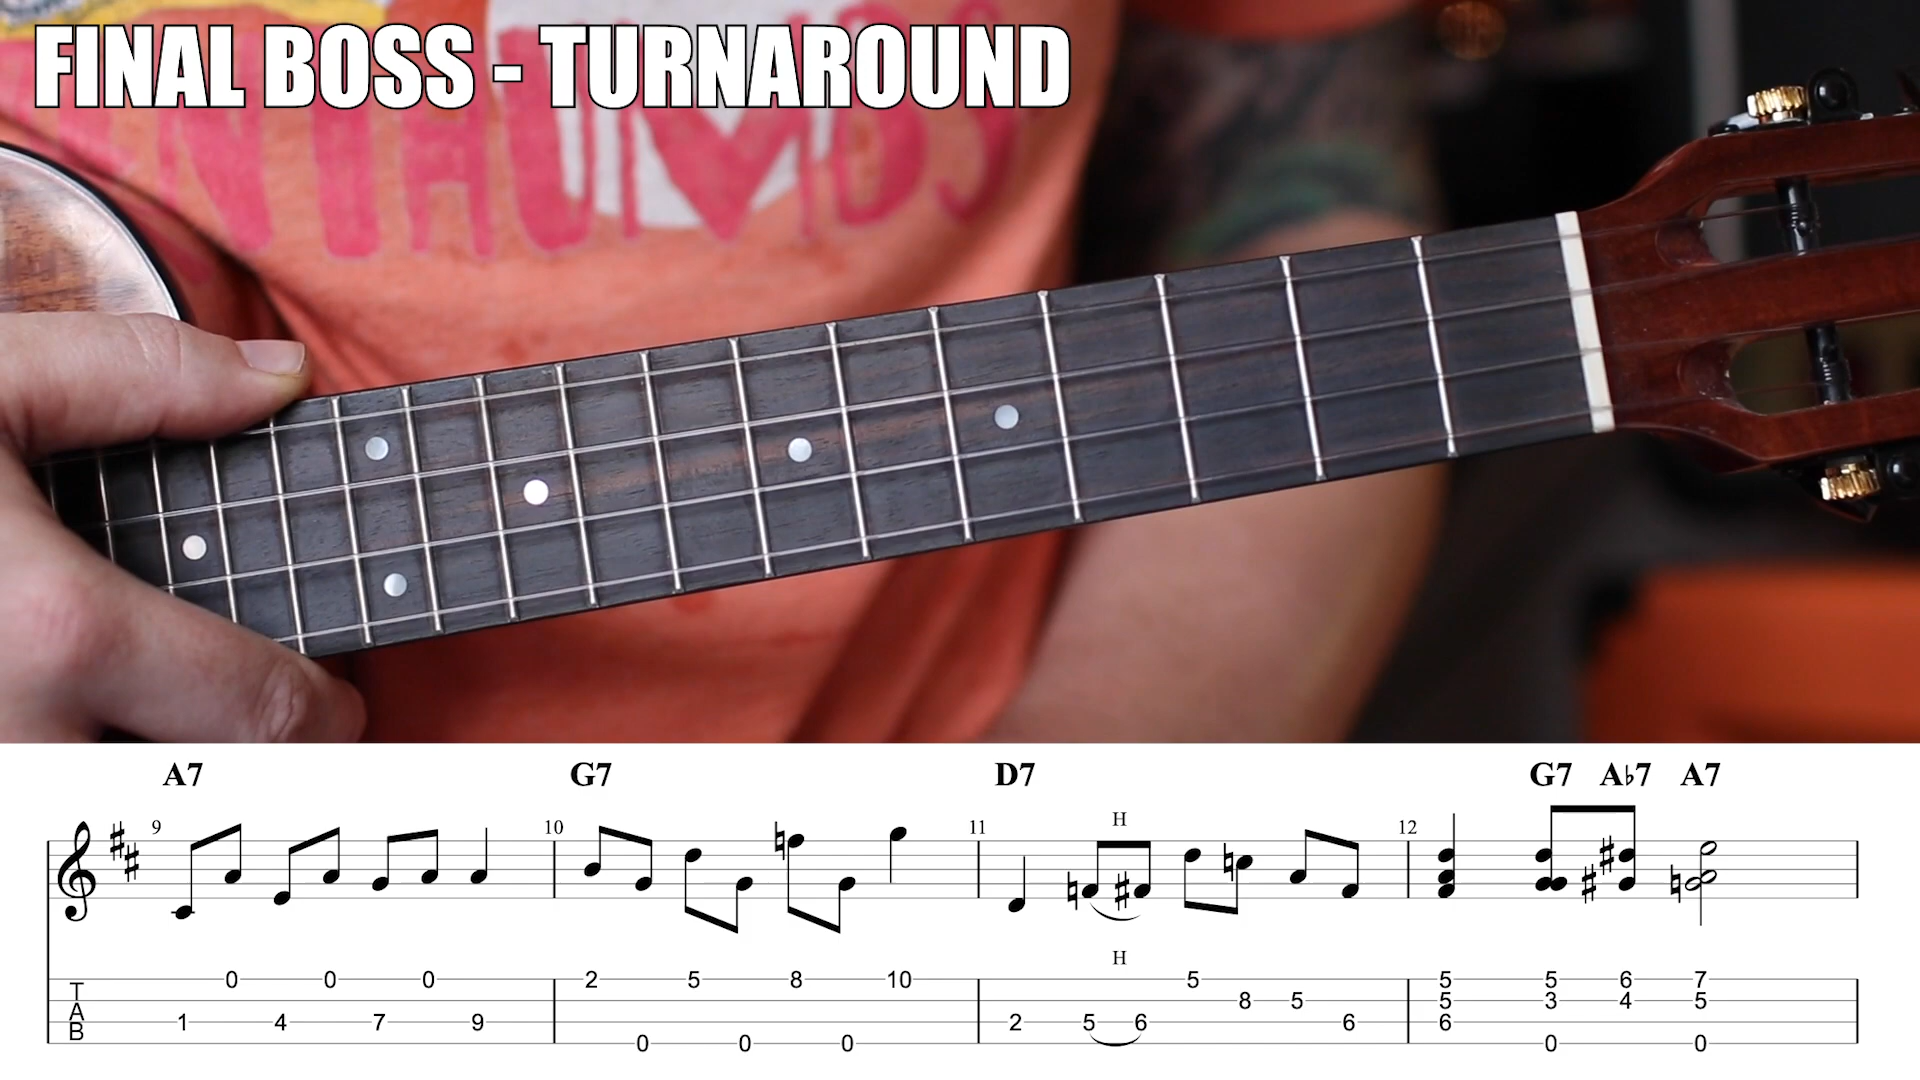 FINAL BOSS - TURNAROUND
A7 G7 D7 G7 A♭7 A7
9 10 11 H 12
H
T 0 0 0 2 5 8 10 5 5 5 6 7
A 8 5 5 3 4 5
B 1 4 7 9 2 5 6 6 6
0 0 0 0 0